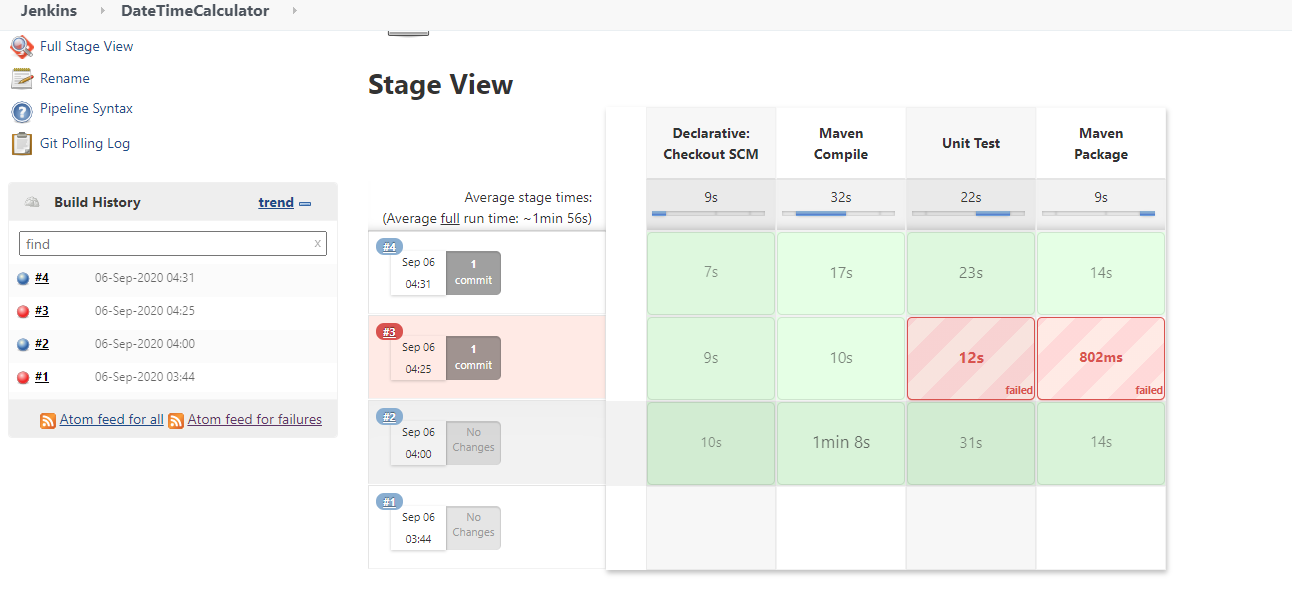 Jenkins DateTimeCalculator
Full Stage View
Rename
Pipeline Syntax
Git Polling Log
Build History trend
find x
#4 06-Sep-2020 04:31
#3 06-Sep-2020 04:25
#2 06-Sep-2020 04:00
#1 06-Sep-2020 03:44
Atom feed for all Atom feed for failures
Stage View
Declarative:
Checkout SCM
Maven
Compile
Unit Test
Maven
Package
Average stage times:
(Average full run time: ~1min 56s)
9s 32s 22s 9s
#4
Sep 06
04:31
1
commit
7s 17s 23s 14s
#3
Sep 06
04:25
1
commit
9s 10s 12s 802ms
failed failed
#2
Sep 06
04:00
No
Changes
10s 1min 8s 31s 14s
#1
Sep 06
03:44
No
Changes